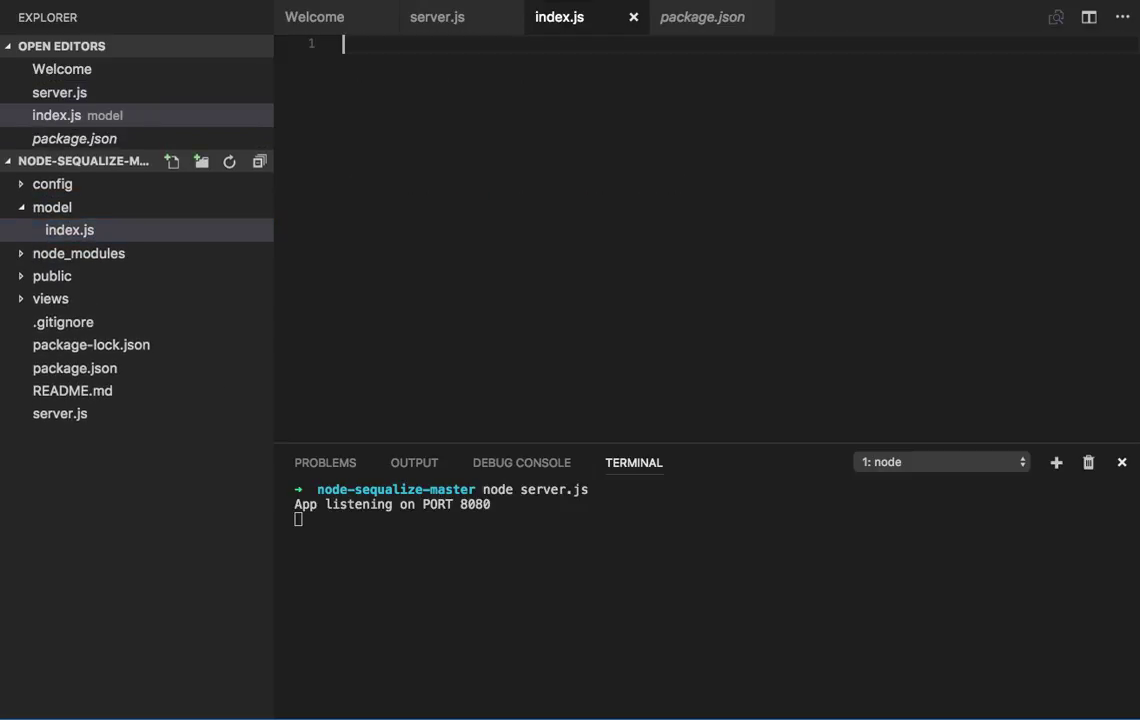 EXPLORER
OPEN EDITORS
Welcome
server.js
index.js model
package.json
NODE-SEQUALIZE-M...
config
model
index.js
node_modules
public
views
.gitignore
package-lock.json
package.json
README.md
server.js
Welcome server.js index.js package.json
1
PROBLEMS OUTPUT DEBUG CONSOLE TERMINAL 1: node
➜ node-sequalize-master node server.js
App listening on PORT 8080